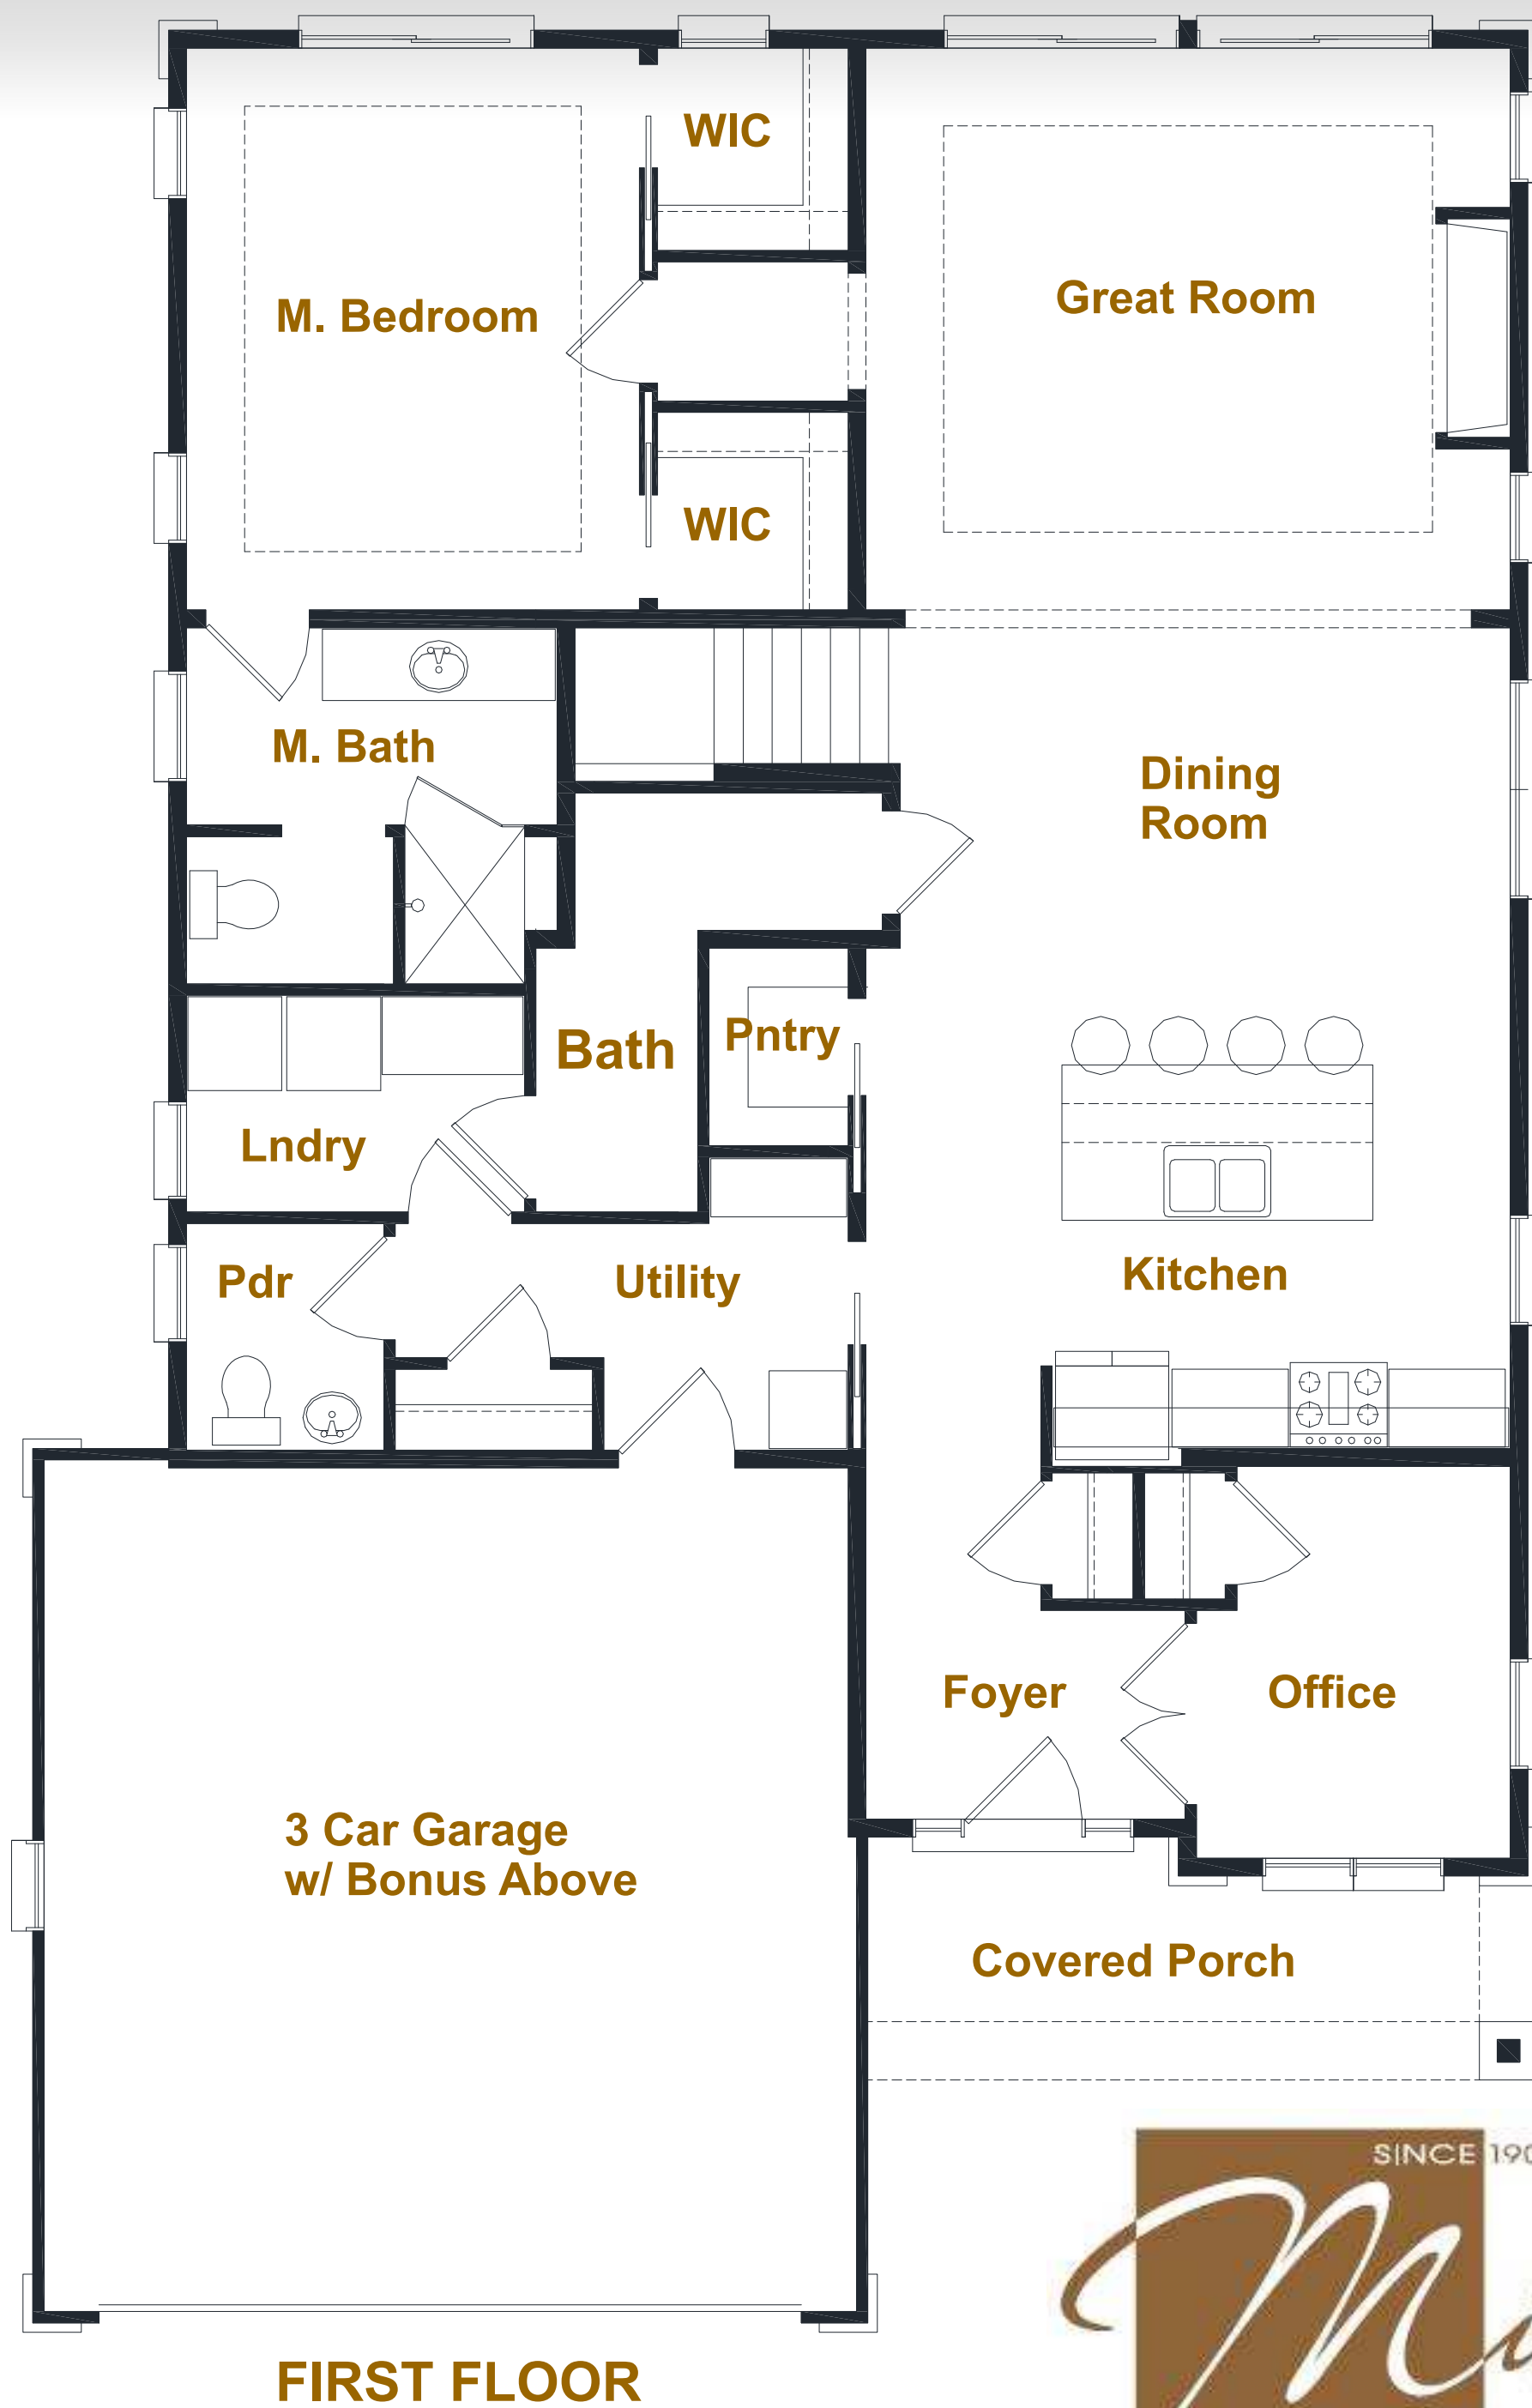 WIC
M. Bedroom
Great Room
WIC
M. Bath
Dining
Room
Bath
Pntry
Lndry
Pdr
Utility
Kitchen
Foyer
Office
3 Car Garage
w/ Bonus Above
Covered Porch
SINCE 190
M
FIRST FLOOR